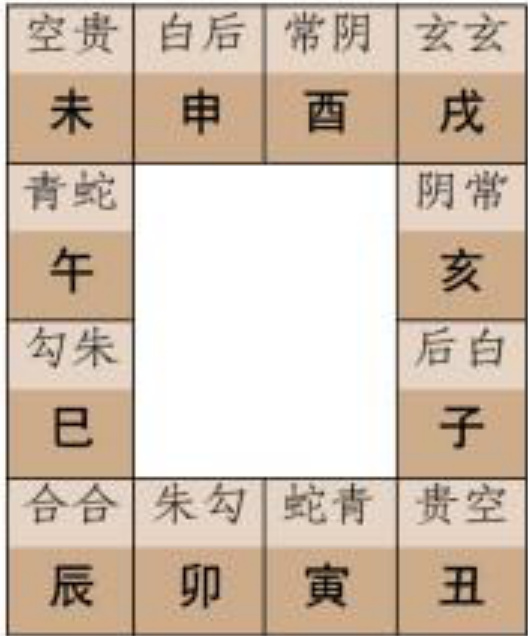 空贵 白后 常阴 玄玄
未 申 酉 戌
青蛇 阴常
午 亥
勾朱 后白
巳 子
合合 朱勾 蛇青 贵空
辰 卯 寅 丑